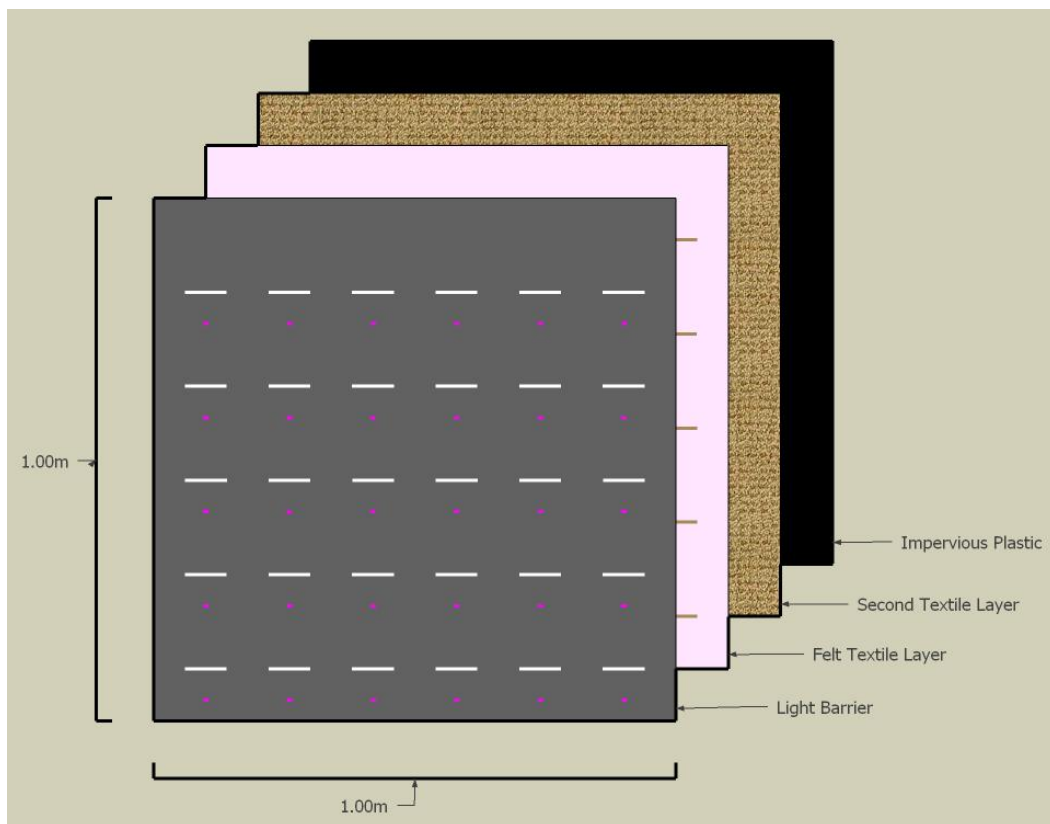 1.00m
Impervious Plastic
Second Textile Layer
Felt Textile Layer
Light Barrier
1.00m